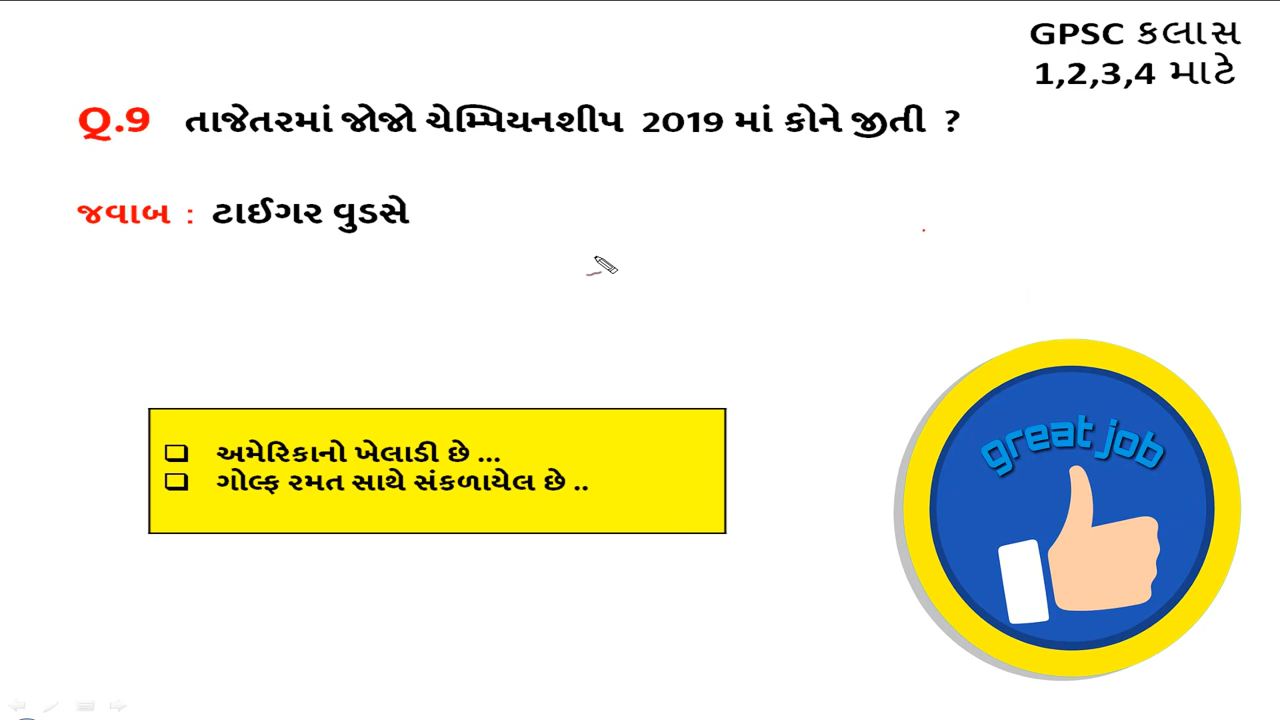 GPSC કલાસ
1,2,3,4 માટે
Q.9 તાજેતરમાં જોજો ચેમ્પિયનશીપ 2019 માં કોને જીતી ?
જવાબ : ટાઈગર વુડસે
અમેરિકાનો ખેલાડી છે ...
ગોલ્ફ રમત સાથે સંકળાયેલ છે ..
great job